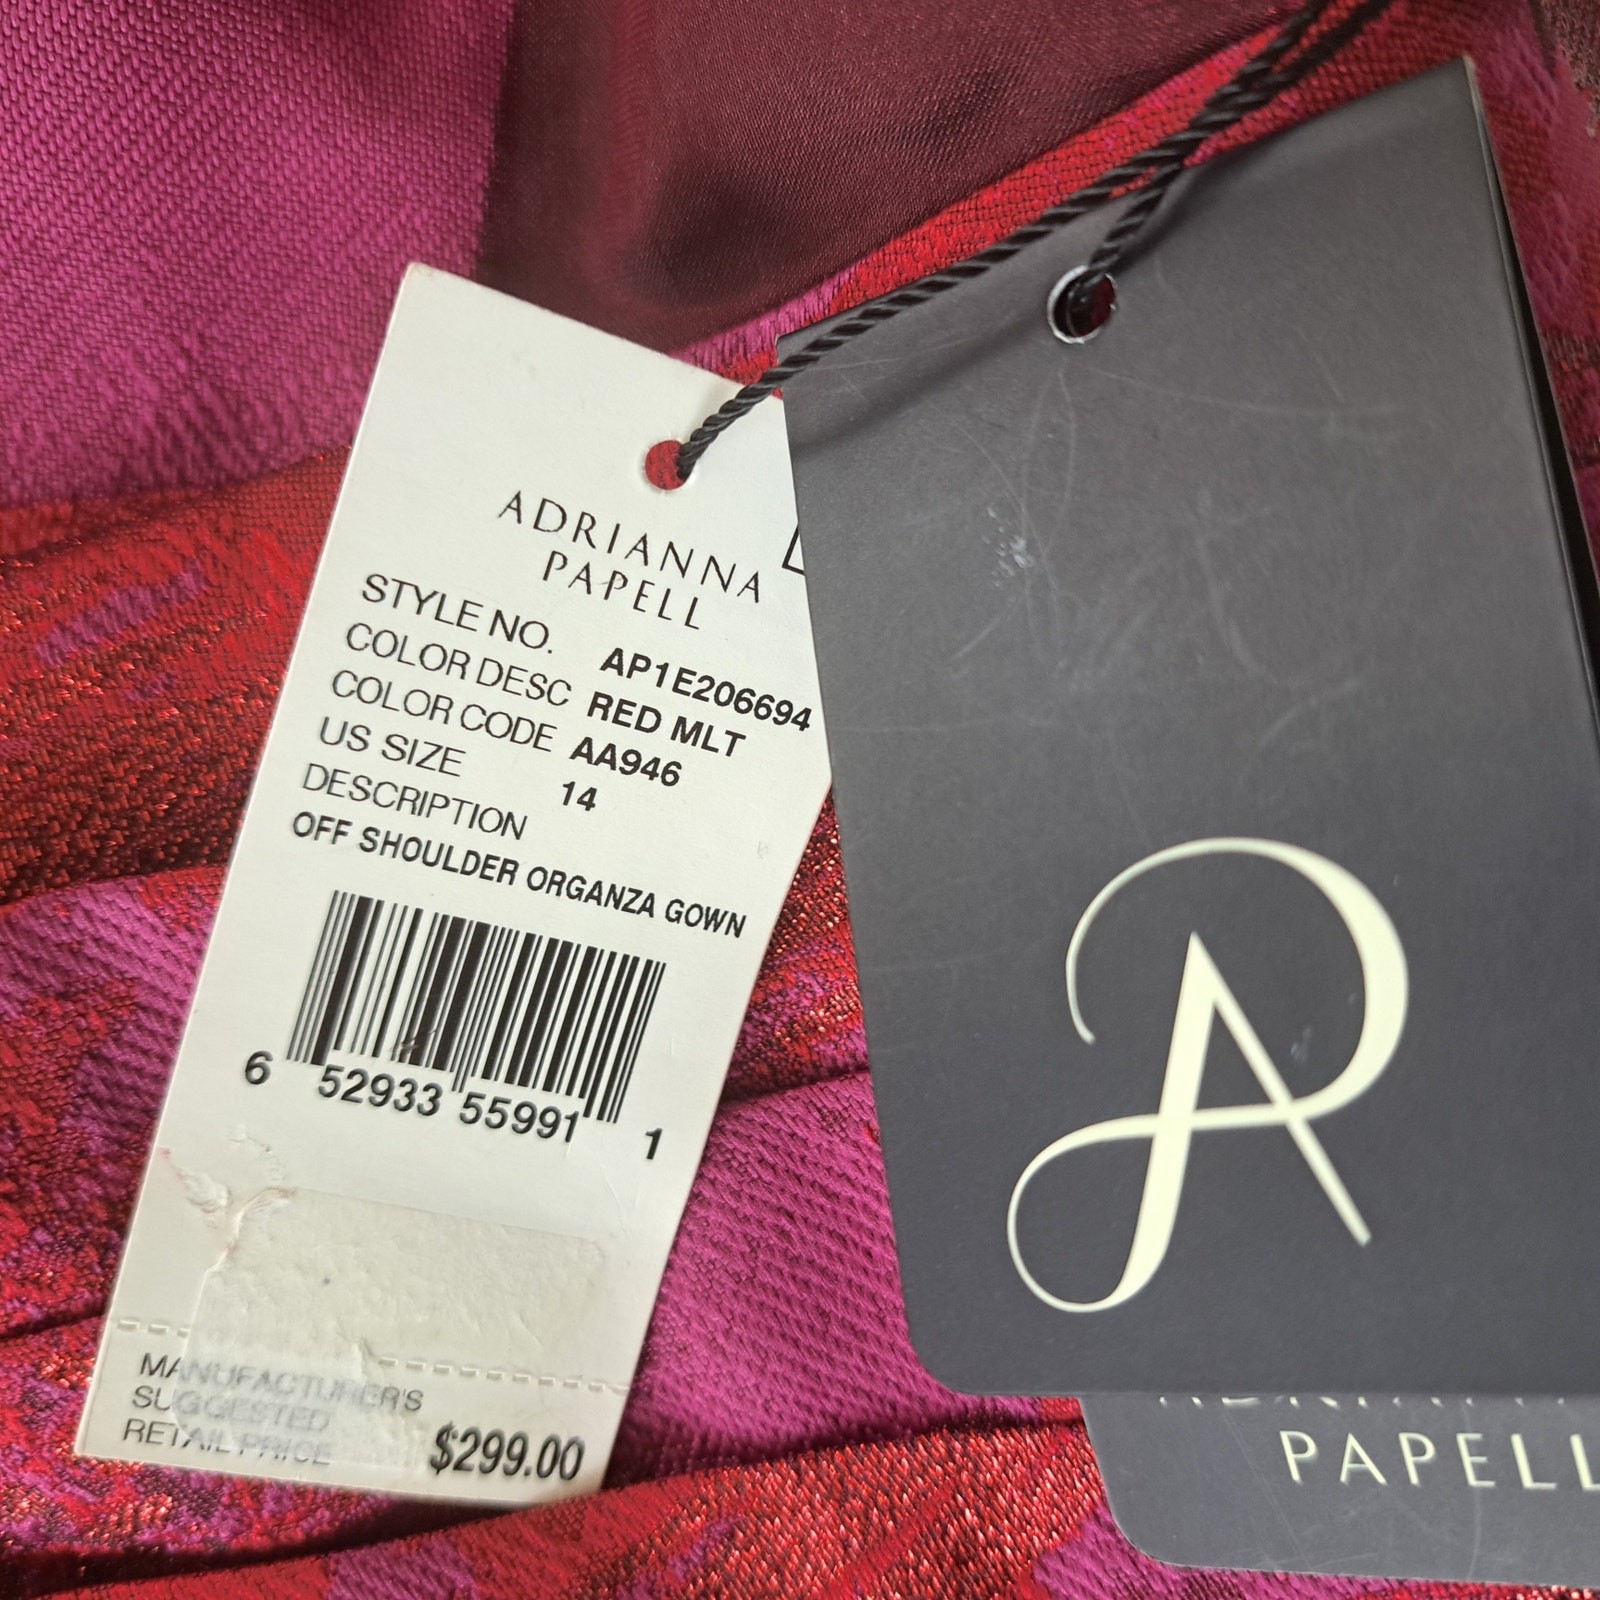 ADRIANNA
PAPELL
STYLE NO. AP1E206694
COLOR DESC RED MLT
COLOR CODE AA946
US SIZE 14
DESCRIPTION
OFF SHOULDER ORGANZA GOWN
6 52933 55991 1
MANUFACTURER'S
SUGGESTED
RETAIL PRICE $299.00
AP
PAPELL